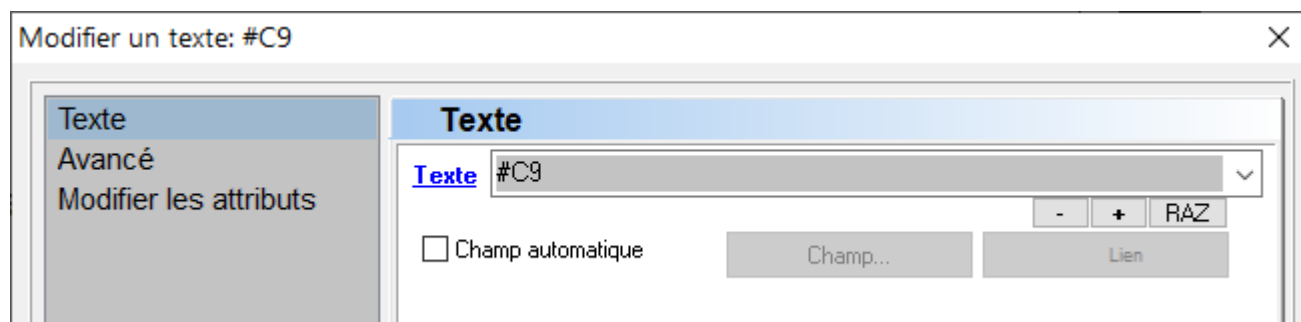 Modifier un texte: #C9
Texte
Avancé
Modifier les attributs
Texte
Texte #C9
- + RAZ
Champ automatique Champ... Lien